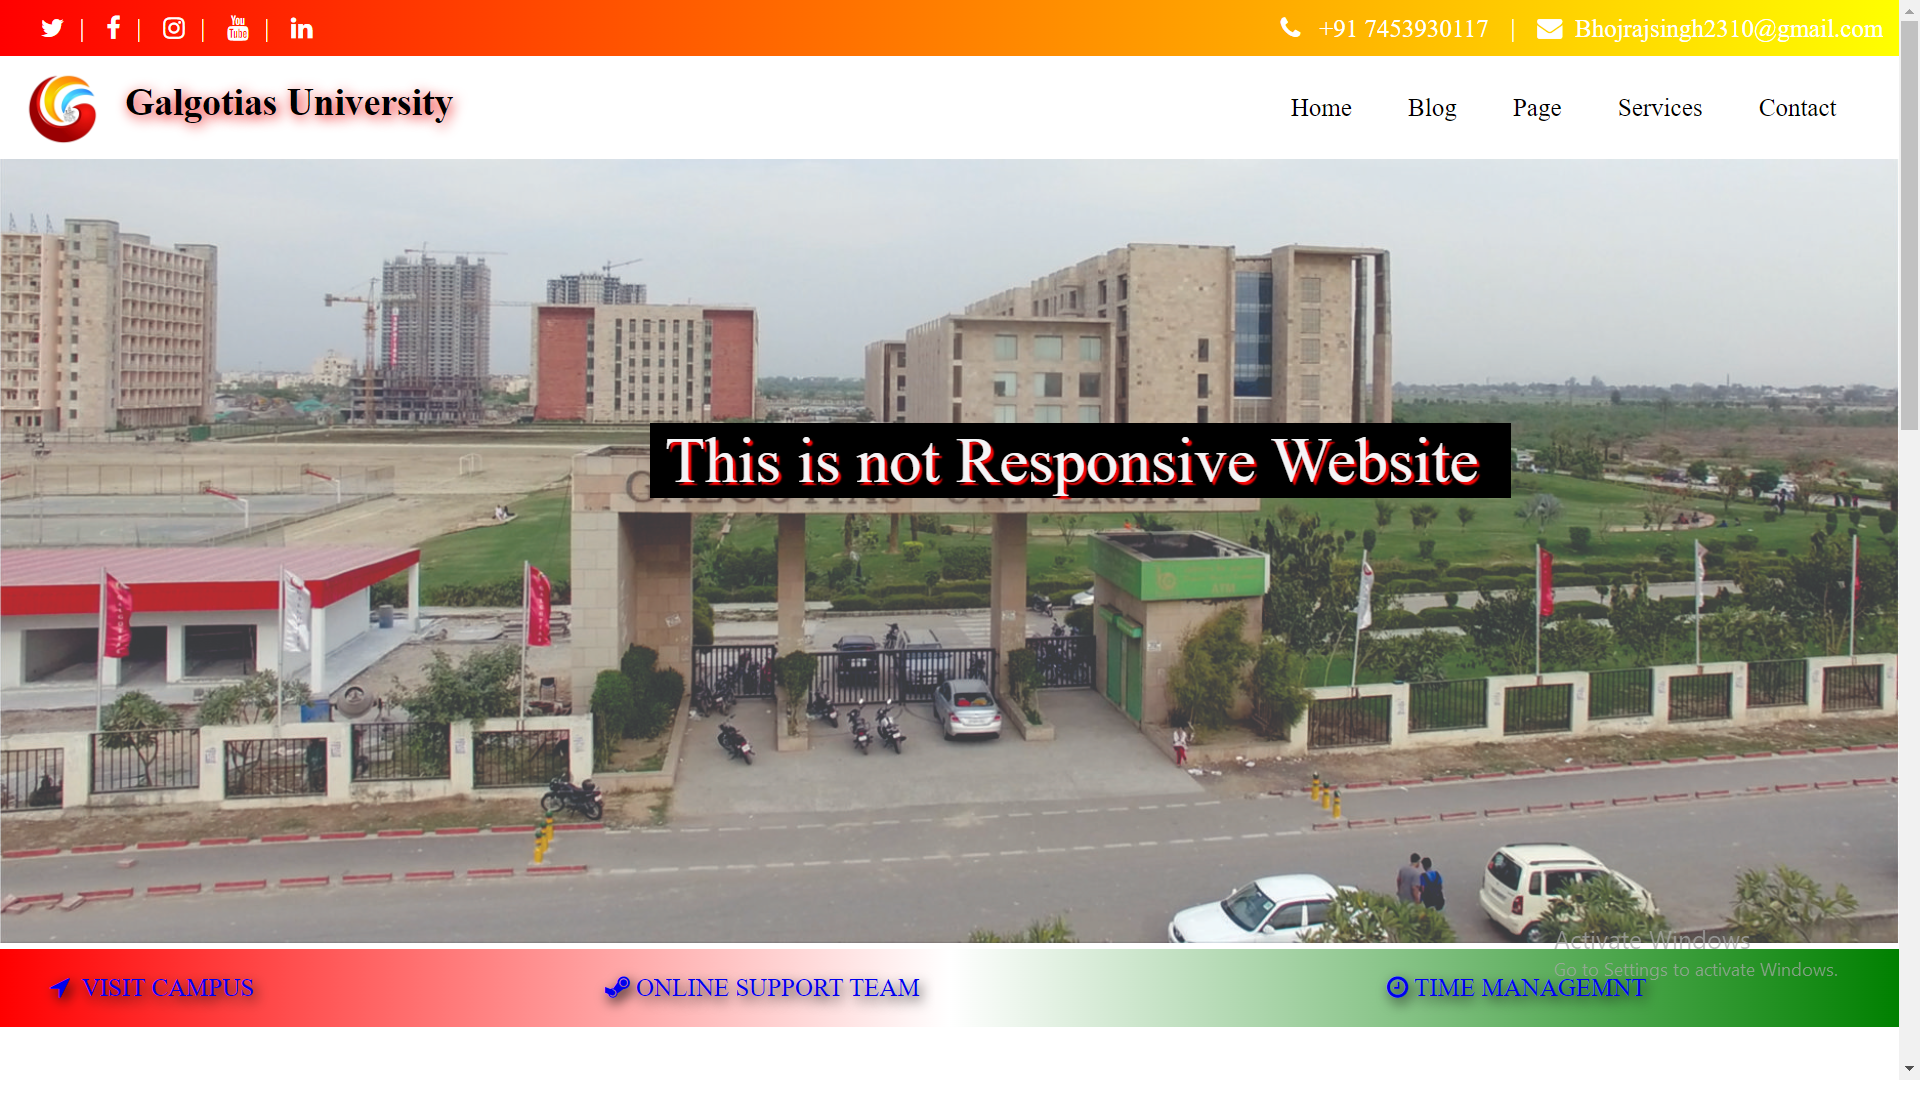 | | | You Tube |
+91 7453930117 | Bhojrajsingh2310@gmail.com
Galgotias University
Home Blog Page Services Contact
This is not Responsive Website
Activate Windows
Go to Settings to activate Windows.
VISIT CAMPUS ONLINE SUPPORT TEAM TIME MANAGEMNT